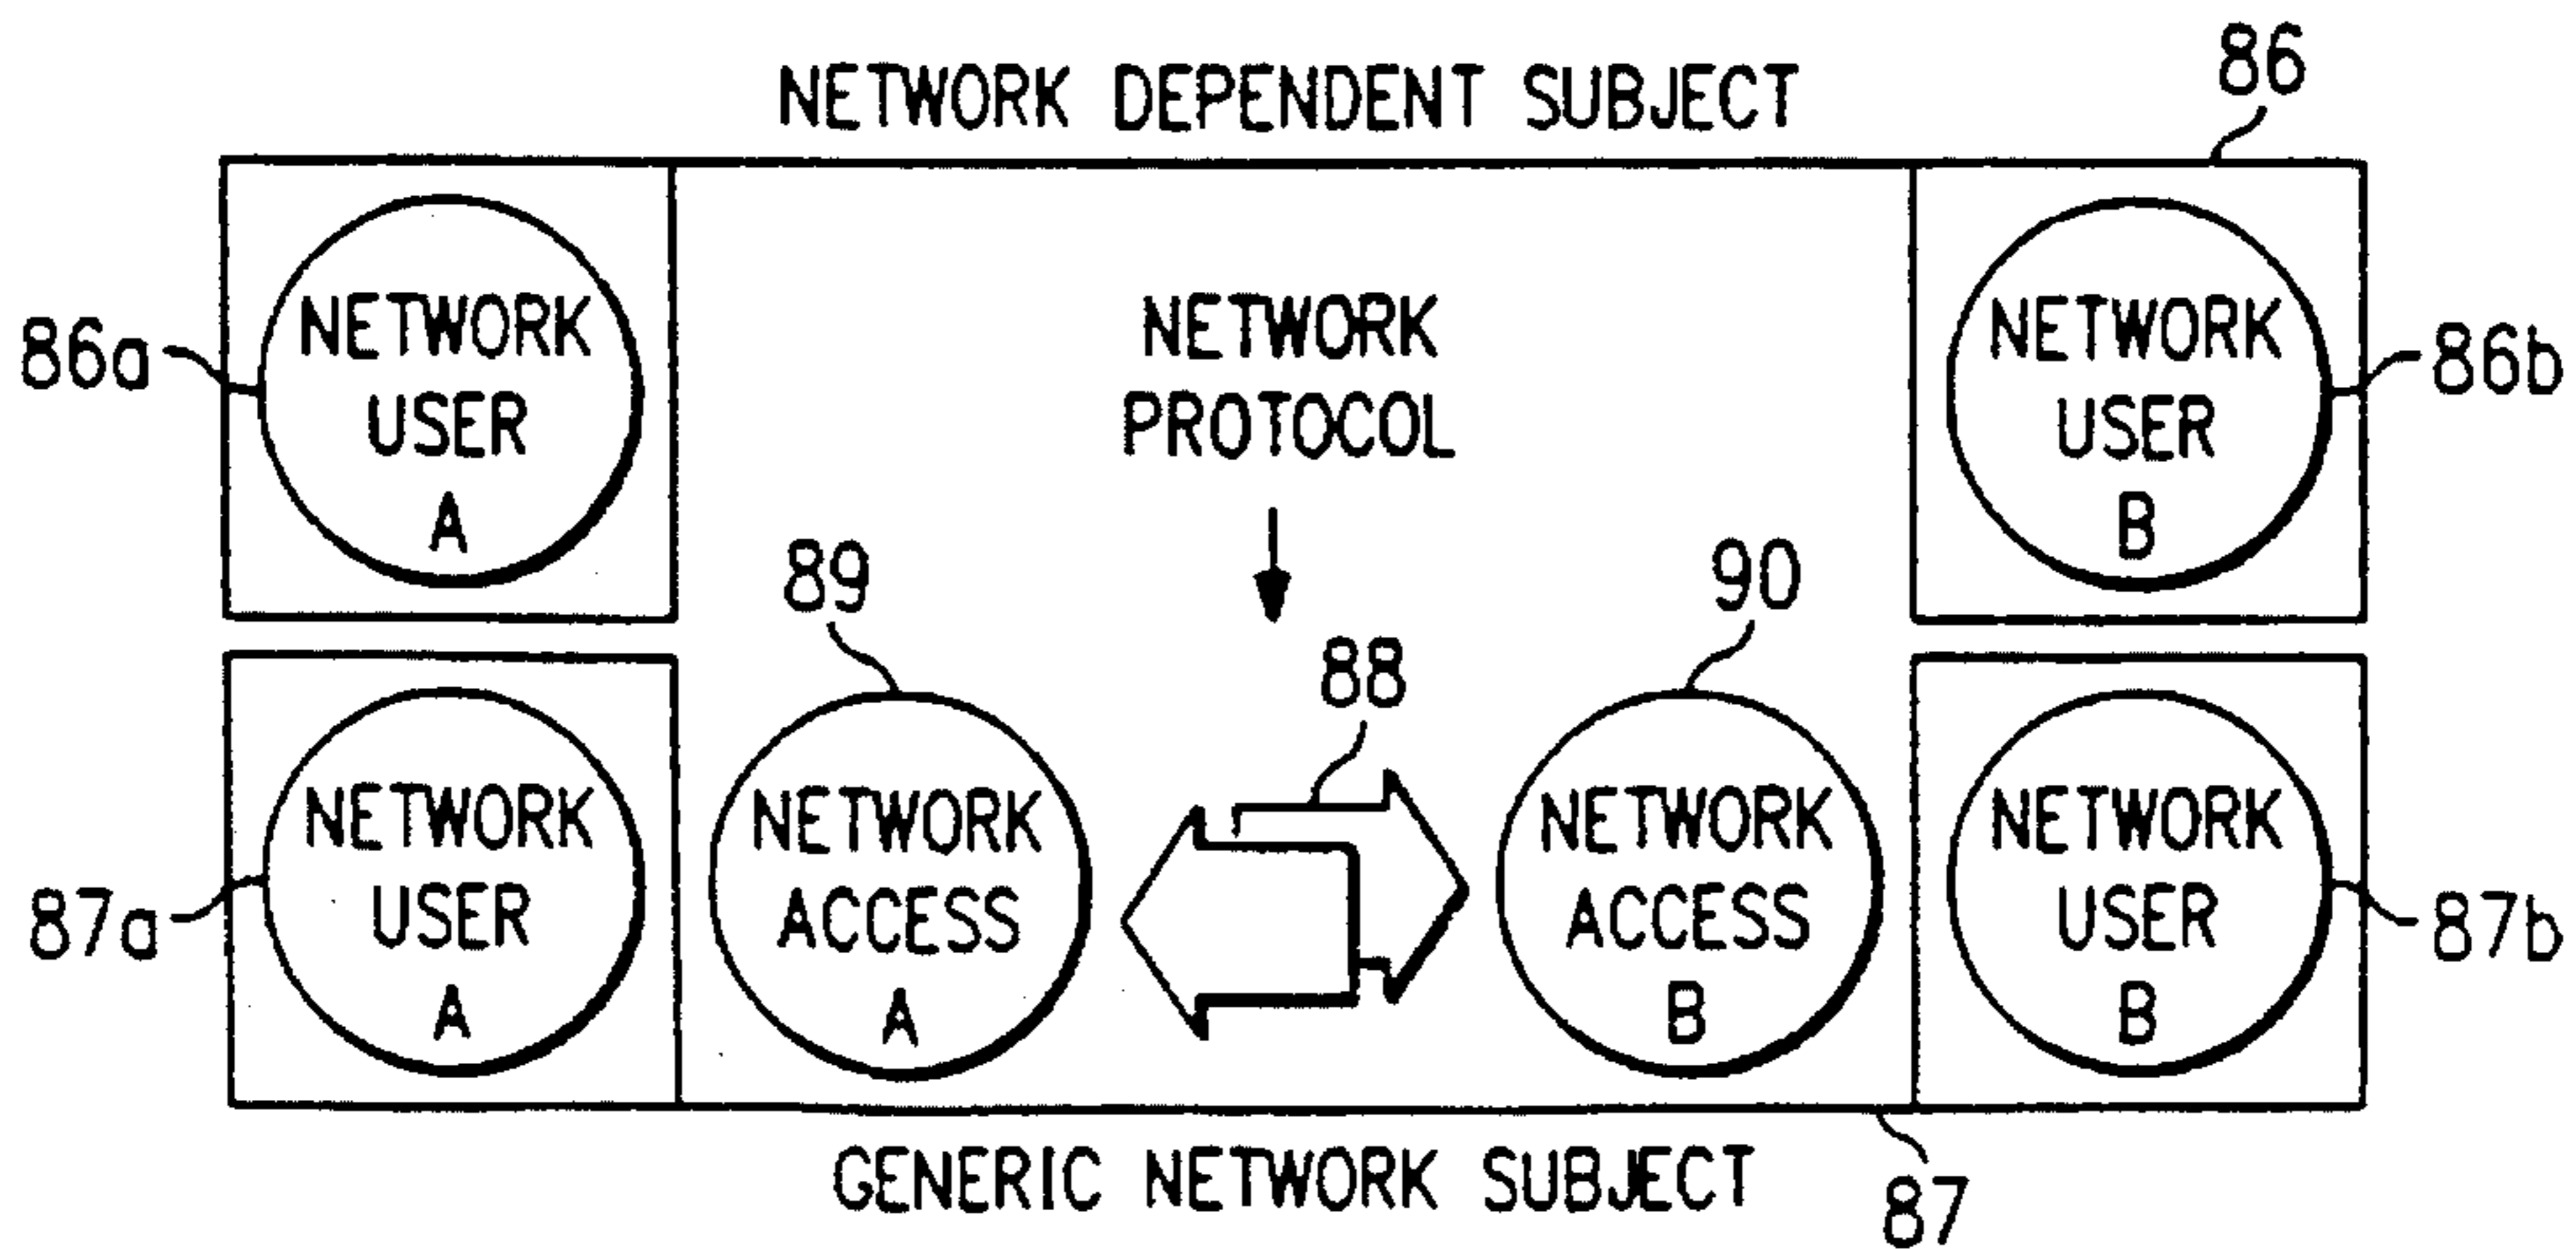 NETWORK DEPENDENT SUBJECT
86
86a
NETWORK
USER
A
NETWORK
PROTOCOL
NETWORK
USER
B
86b
89
88
90
87a
NETWORK
USER
A
NETWORK
ACCESS
A
NETWORK
ACCESS
B
NETWORK
USER
B
87b
GENERIC NETWORK SUBJECT
87